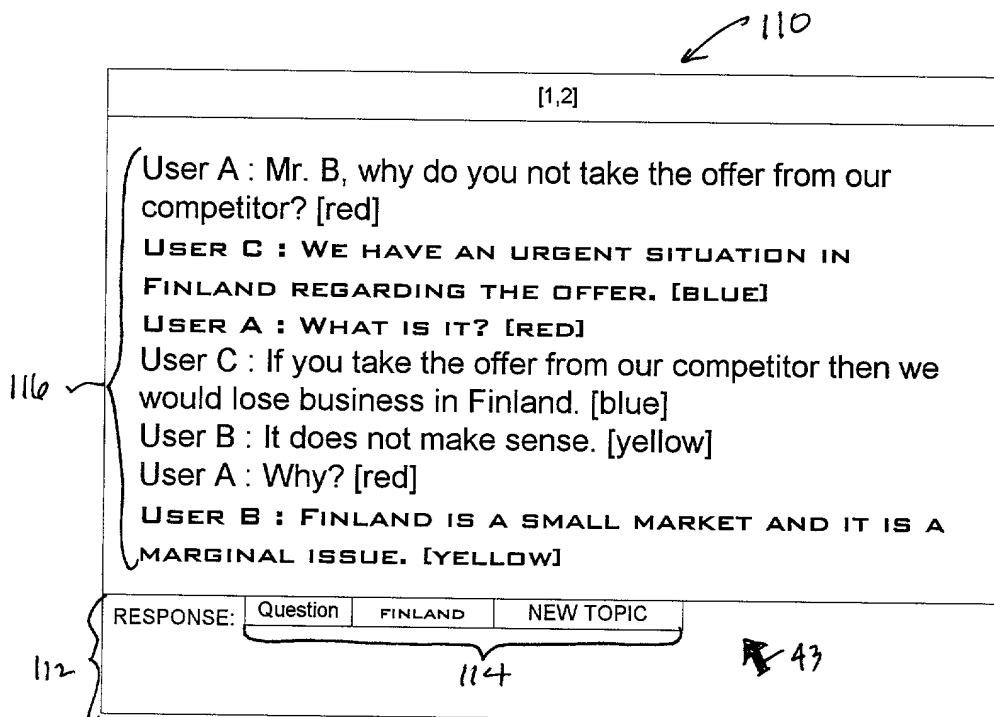 110
[1,2]
User A : Mr. B, why do you not take the offer from our
competitor? [red]
USER C : WE HAVE AN URGENT SITUATION IN
FINLAND REGARDING THE OFFER. [BLUE]
USER A : WHAT IS IT? [RED]
User C : If you take the offer from our competitor then we
would lose business in Finland. [blue]
User B : It does not make sense. [yellow]
User A : Why? [red]
USER B : FINLAND IS A SMALL MARKET AND IT IS A
MARGINAL ISSUE. [YELLOW]
116
RESPONSE: Question FINLAND NEW TOPIC
112
114
43